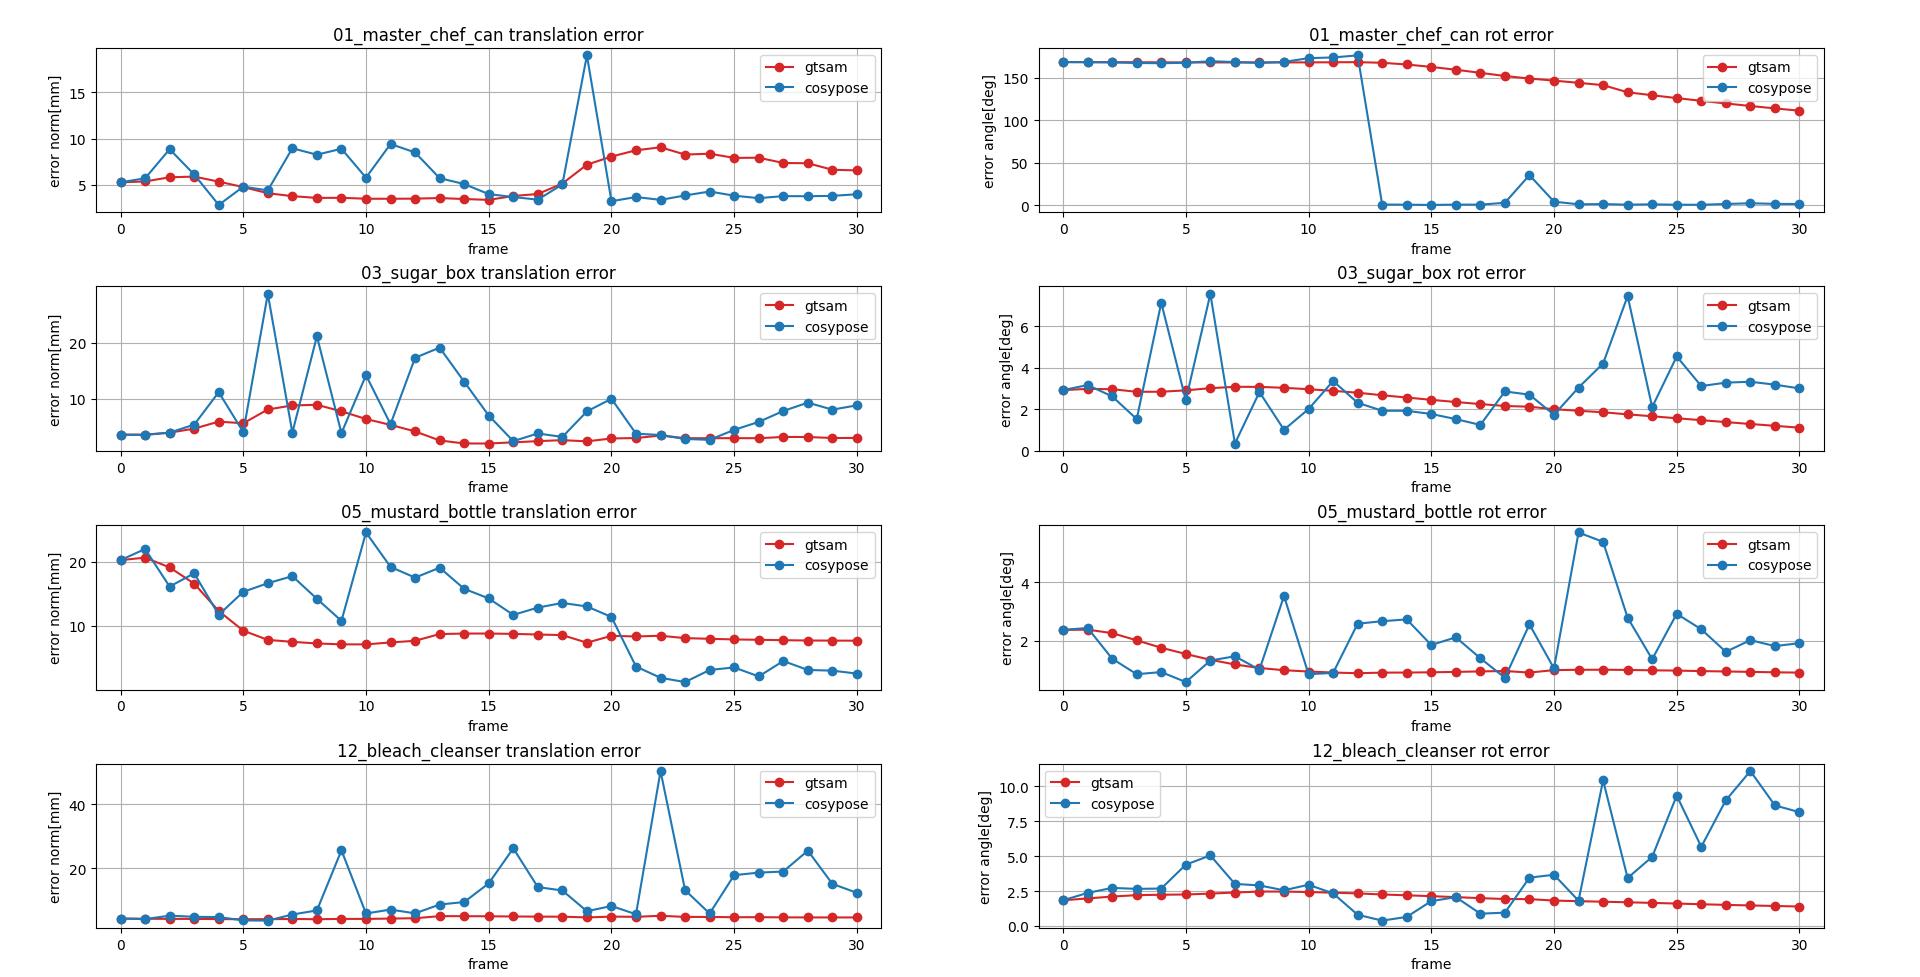 01_master_chef_can translation error
error norm[mm]
15
10
5
gtsam
cosypose
0 5 10 15 20 25 30
frame
01_master_chef_can rot error
error angle[deg]
150
100
50
0
gtsam
cosypose
0 5 10 15 20 25 30
frame
03_sugar_box translation error
error norm[mm]
20
10
gtsam
cosypose
0 5 10 15 20 25 30
frame
03_sugar_box rot error
error angle[deg]
6
4
2
0
gtsam
cosypose
0 5 10 15 20 25 30
frame
05_mustard_bottle translation error
error norm[mm]
20
10
gtsam
cosypose
0 5 10 15 20 25 30
frame
05_mustard_bottle rot error
error angle[deg]
4
2
gtsam
cosypose
0 5 10 15 20 25 30
frame
12_bleach_cleanser translation error
error norm[mm]
40
20
gtsam
cosypose
0 5 10 15 20 25 30
frame
12_bleach_cleanser rot error
error angle[deg]
10.0
7.5
5.0
2.5
0.0
gtsam
cosypose
0 5 10 15 20 25 30
frame